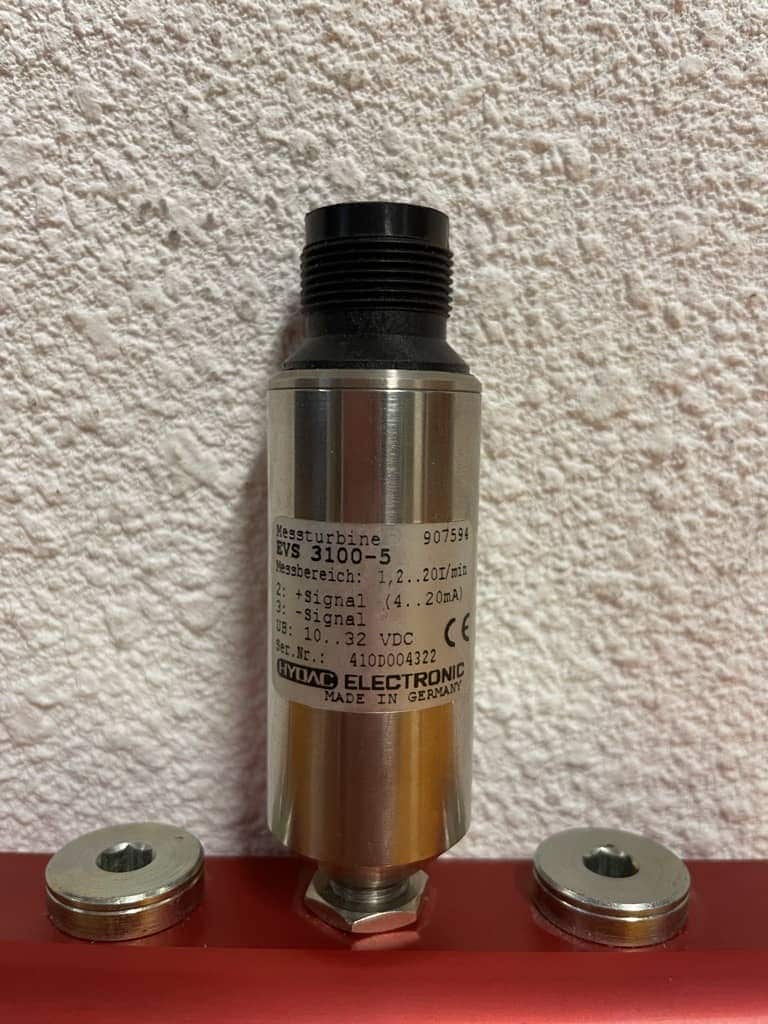 Messturbine 907594
EVS 3100-5
Messbereich: 1,2..20I/min
2: +Signal (4..20mA)
3: -Signal
UB: 10..32 VDC CE
Ser.Nr.: 410D004322
HYDAC ELECTRONIC
MADE IN GERMANY